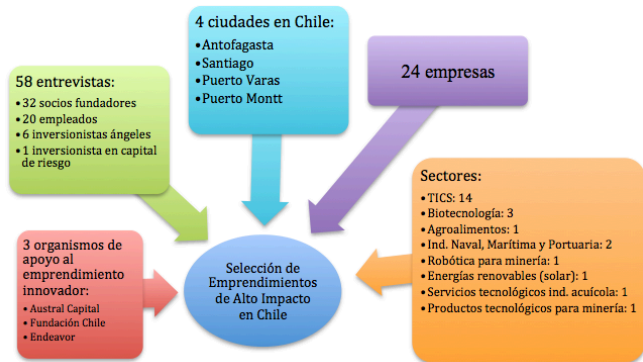 4 ciudades en Chile:
• Antofagasta
• Santiago
• Puerto Varas
• Puerto Montt
24 empresas
58 entrevistas:
• 32 socios fundadores
• 20 empleados
• 6 inversionistas ángeles
• 1 inversionista en capital
de riesgo
Sectores:
• TICS: 14
• Biotecnología: 3
• Agroalimentos: 1
• Ind. Naval, Marítima y Portuaria: 2
• Robótica para minería: 1
• Energías renovables (solar): 1
• Servicios tecnológicos ind. acuícola: 1
• Productos tecnológicos para minería: 1
3 organismos de
apoyo al
emprendimiento
innovador:
• Austral Capital
• Fundación Chile
• Endeavor
Selección de
Emprendimientos
de Alto Impacto
en Chile